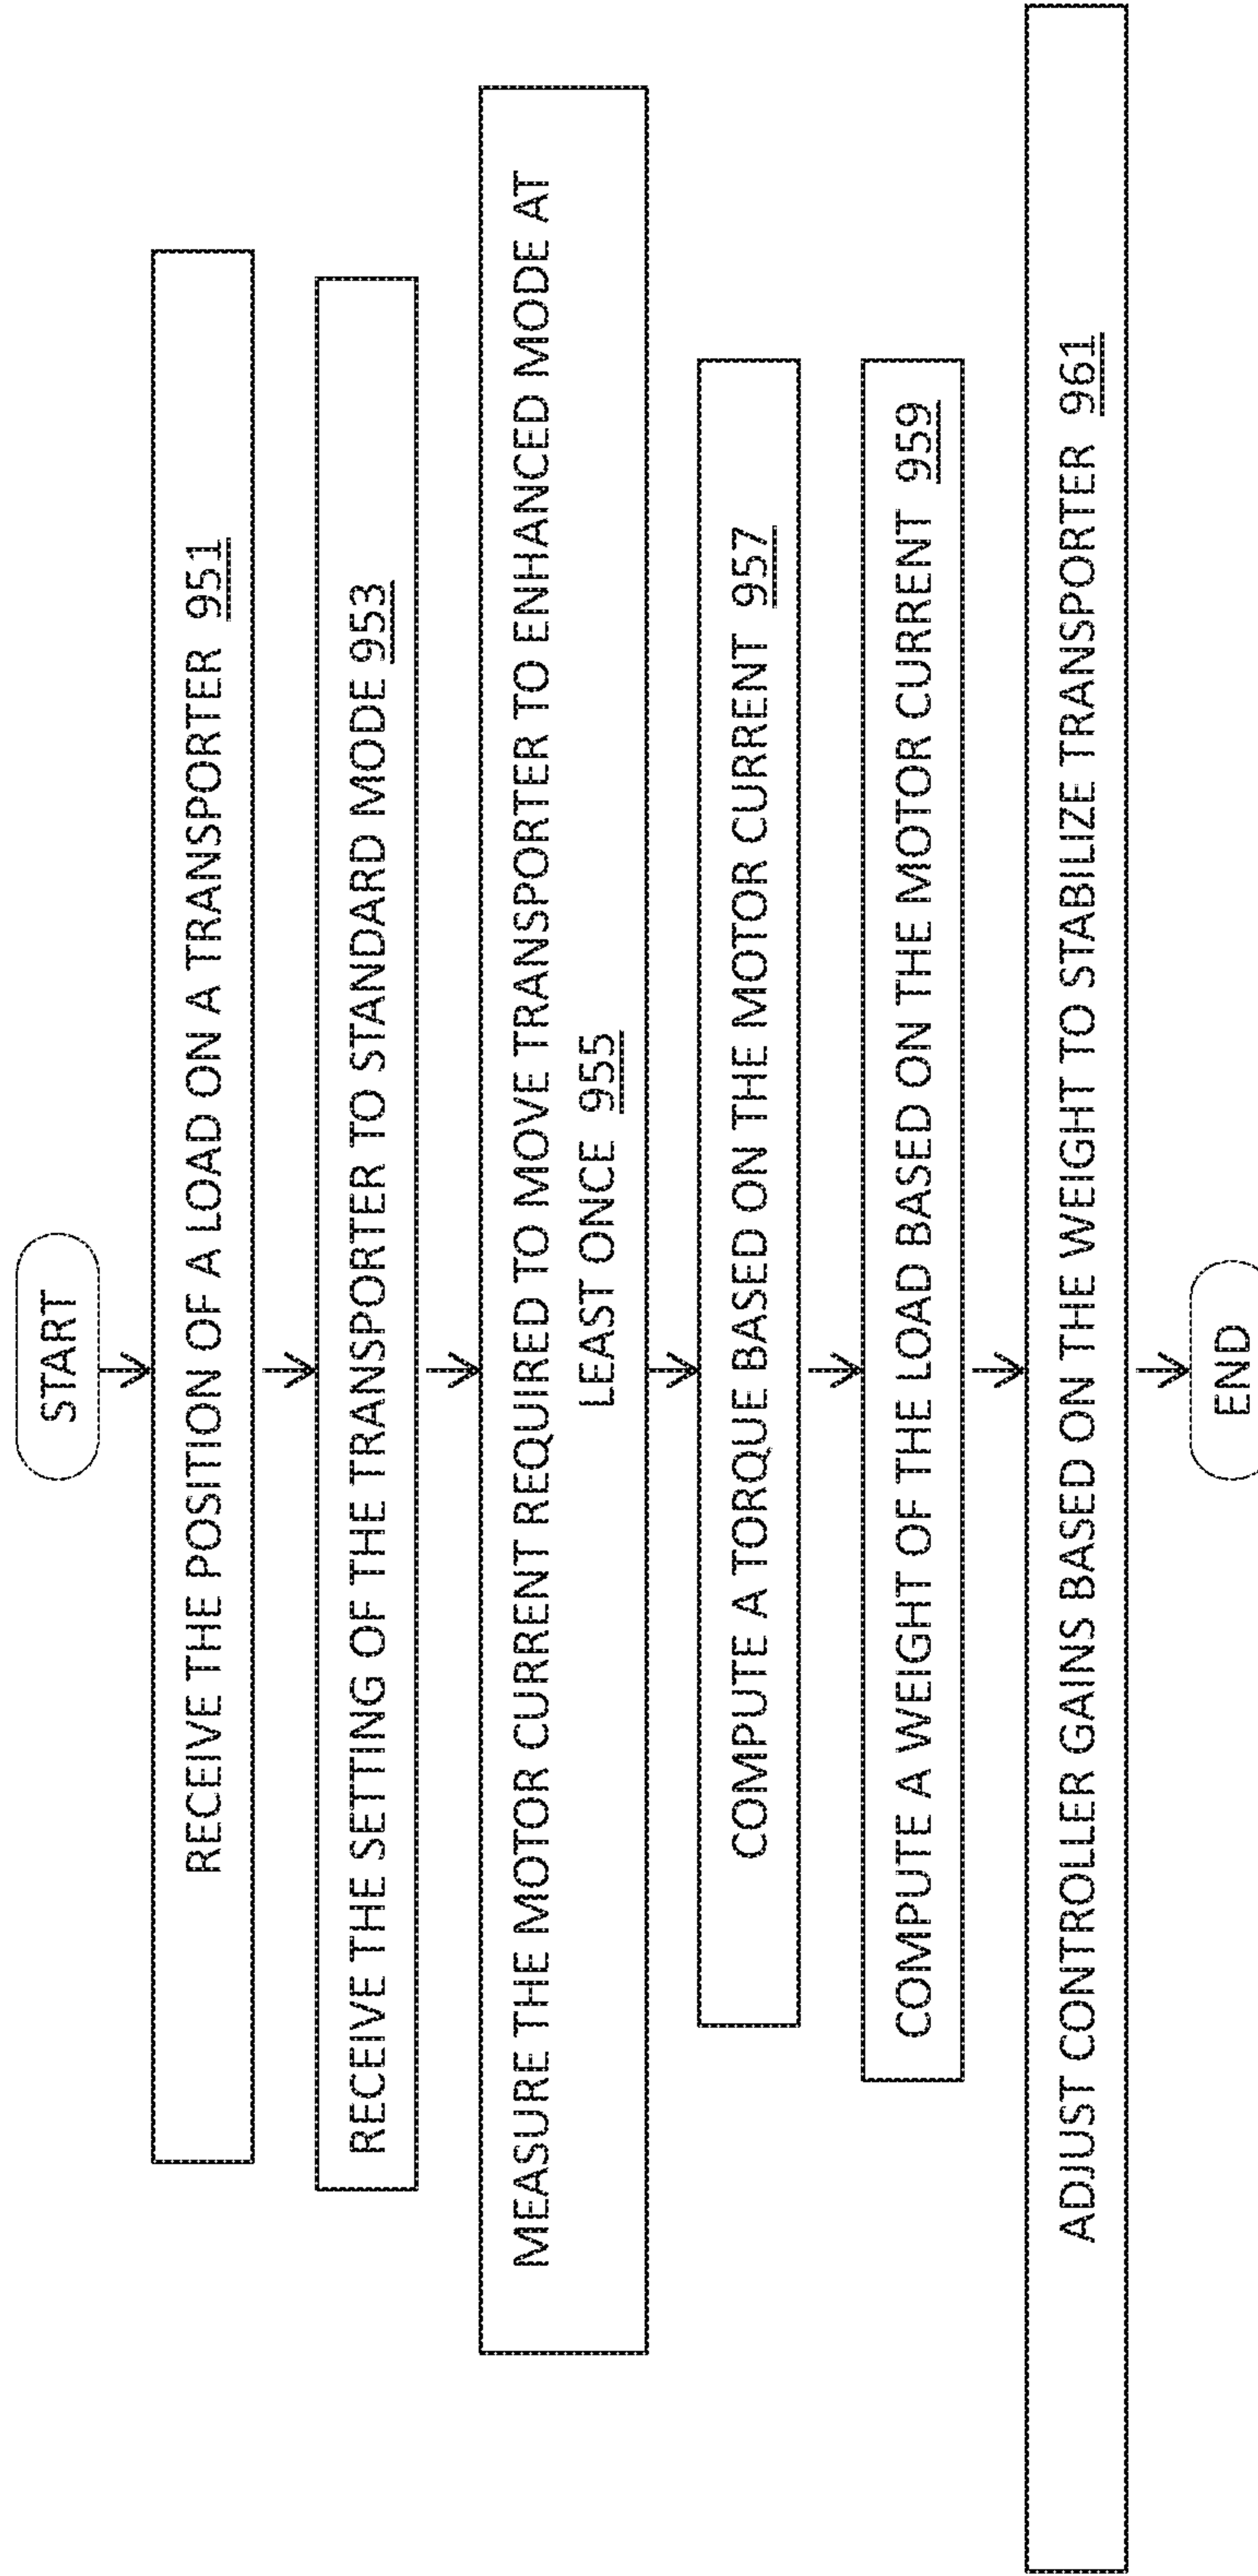 START
RECEIVE THE POSITION OF A LOAD ON A TRANSPORTER 951
RECEIVE THE SETTING OF THE TRANSPORTER TO STANDARD MODE 953
MEASURE THE MOTOR CURRENT REQUIRED TO MOVE TRANSPORTER TO ENHANCED MODE AT
LEAST ONCE 955
COMPUTE A TORQUE BASED ON THE MOTOR CURRENT 957
COMPUTE A WEIGHT OF THE LOAD BASED ON THE MOTOR CURRENT 959
ADJUST CONTROLLER GAINS BASED ON THE WEIGHT TO STABILIZE TRANSPORTER 961
END